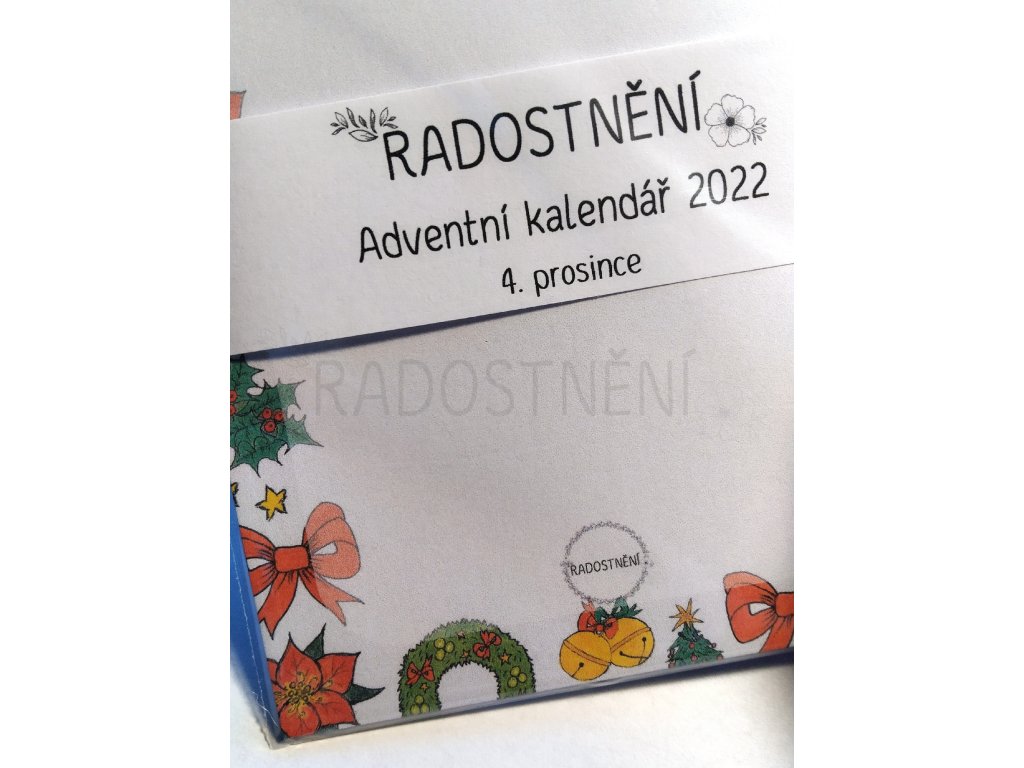 RADOSTNĚNÍ
Adventní kalendář 2022
4. prosince
RADOSTNĚNÍ
RADOSTNĚNÍ